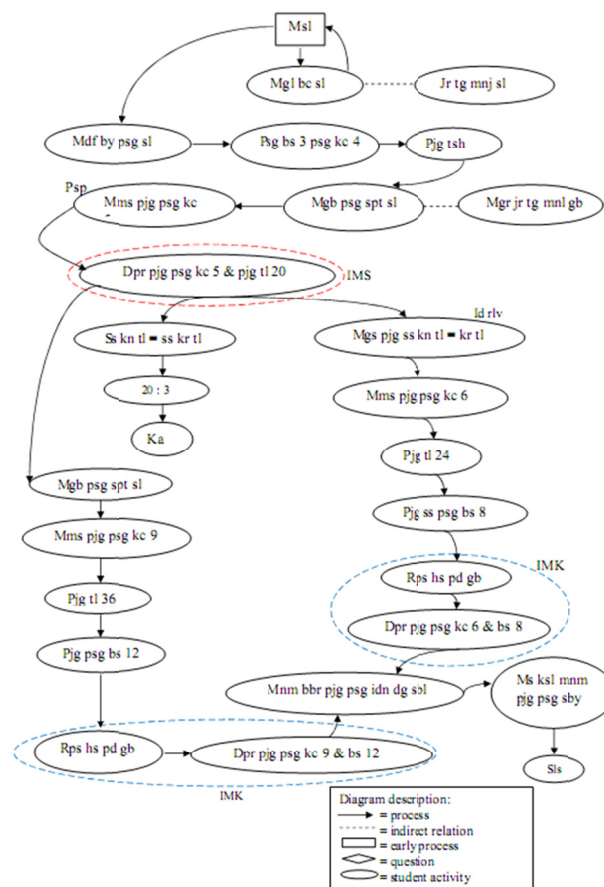 Msl
Mgl bc sl
Jr tg mnj sl
Mdf by psg sl
Psg bs 3 psg kc 4
Pjg tsh
Psp
Mms pjg psg kc
Mgb psg spt sl
Mgr jr tg mnl gb
Dpr pjg psg kc 5 & pjg tl 20
IMS
Id rlv
Ss kn tl = ss kr tl
Mgs pjg ss kn tl = kr tl
20 : 3
Mms pjg psg kc 6
Ka
Pjg tl 24
Mgb psg spt sl
Pjg ss psg bs 8
Mms pjg psg kc 9
IMK
Rps hs pd gb
Pjg tl 36
Dpr pjg psg kc 6 & bs 8
Pjg psg bs 12
Mnm bbr pjg psg idn dg sbl
Ms ksl mnm
pjg psg sby
Rps hs pd gb
Dpr pjg psg kc 9 & bs 12
Sls
IMK
Diagram description:
= process
= indirect relation
= early process
= question
= student activity